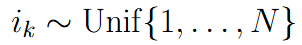 i_k ∼ Unif{1, . . . , N}